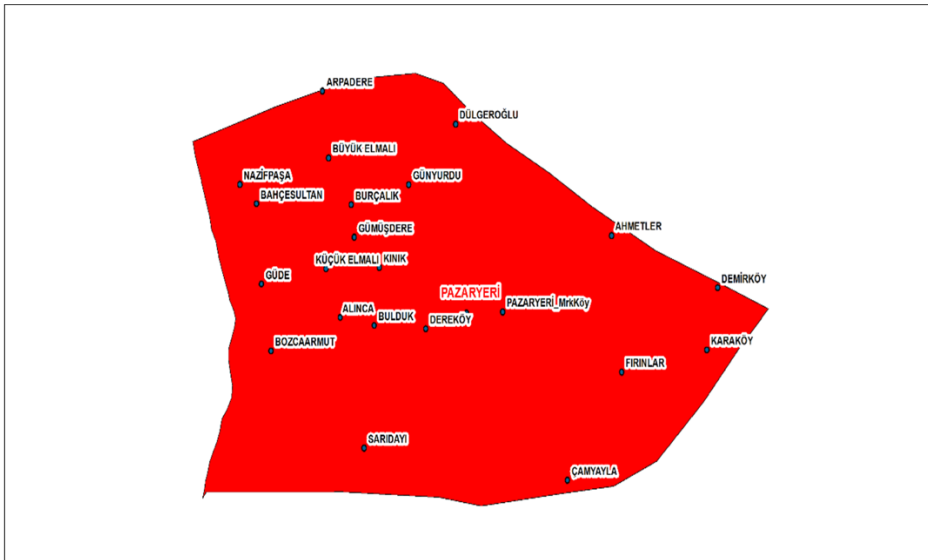 ARPADERE
DÜLGEROĞLU
BÜYÜK ELMALI
NAZİFPAŞA
GÜNYURDU
BAHÇESULTAN
BURÇALIK
AHMETLER
GÜMÜŞDERE
KÜÇÜK ELMALI
KINIK
GÜDE
DEMİRKÖY
PAZARYERİ
PAZARYERİ_MrkKöy
ALINCA
BULDUK
DEREKÖY
BOZCAARMUT
KARAKÖY
FIRINLAR
SARIDAYI
ÇAMYAYLA